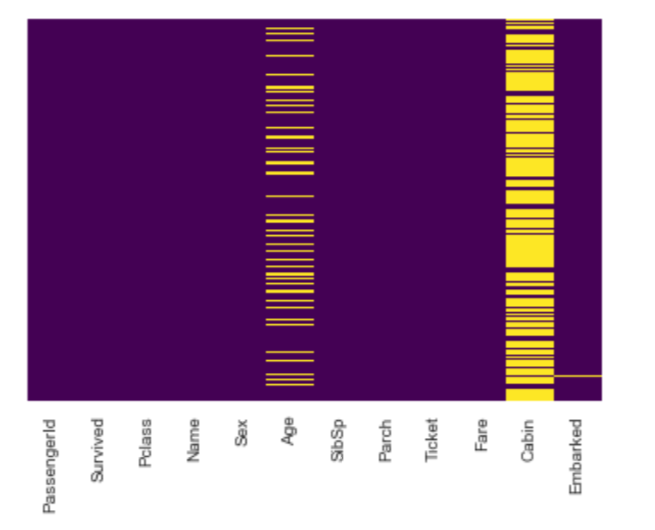 PassengerId
Survived
Pclass
Name
Sex
Age
SibSp
Parch
Ticket
Fare
Cabin
Embarked